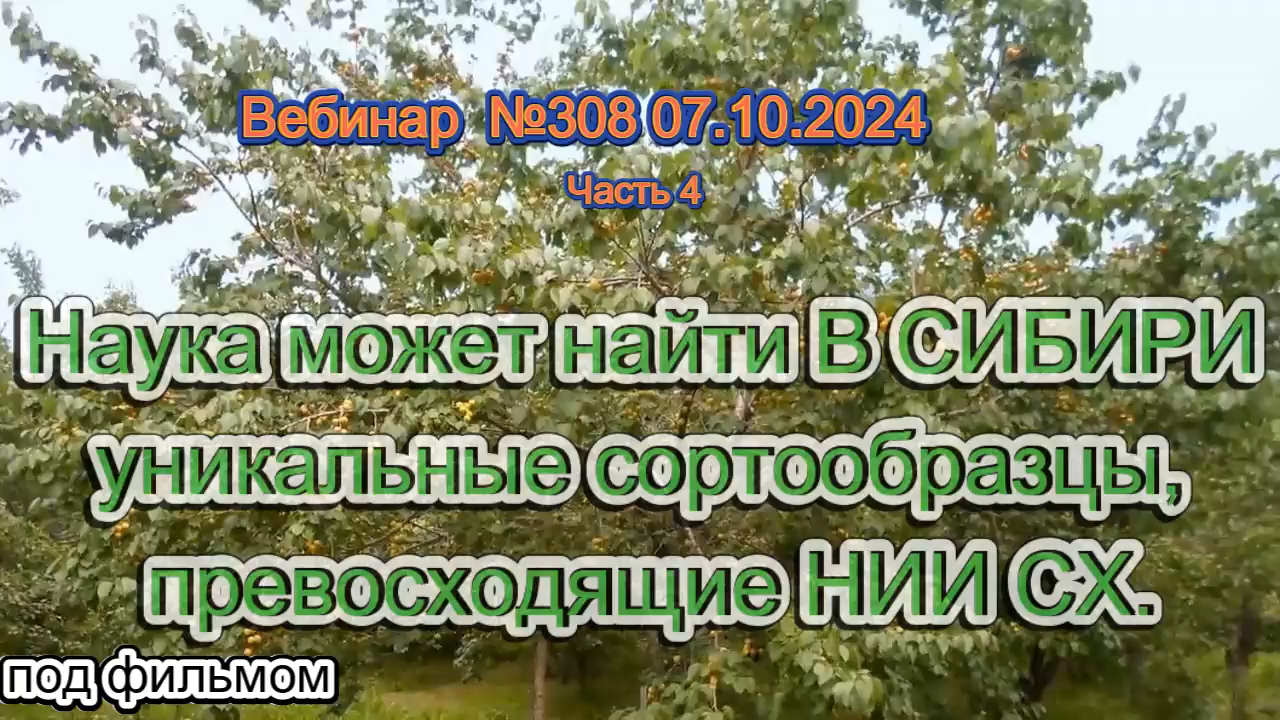 Вебинар №308 07.10.2024
Часть 4
Наука может найти В СИБИРИ
уникальные сортообразцы,
превосходящие НИИ СХ.
под фильмом